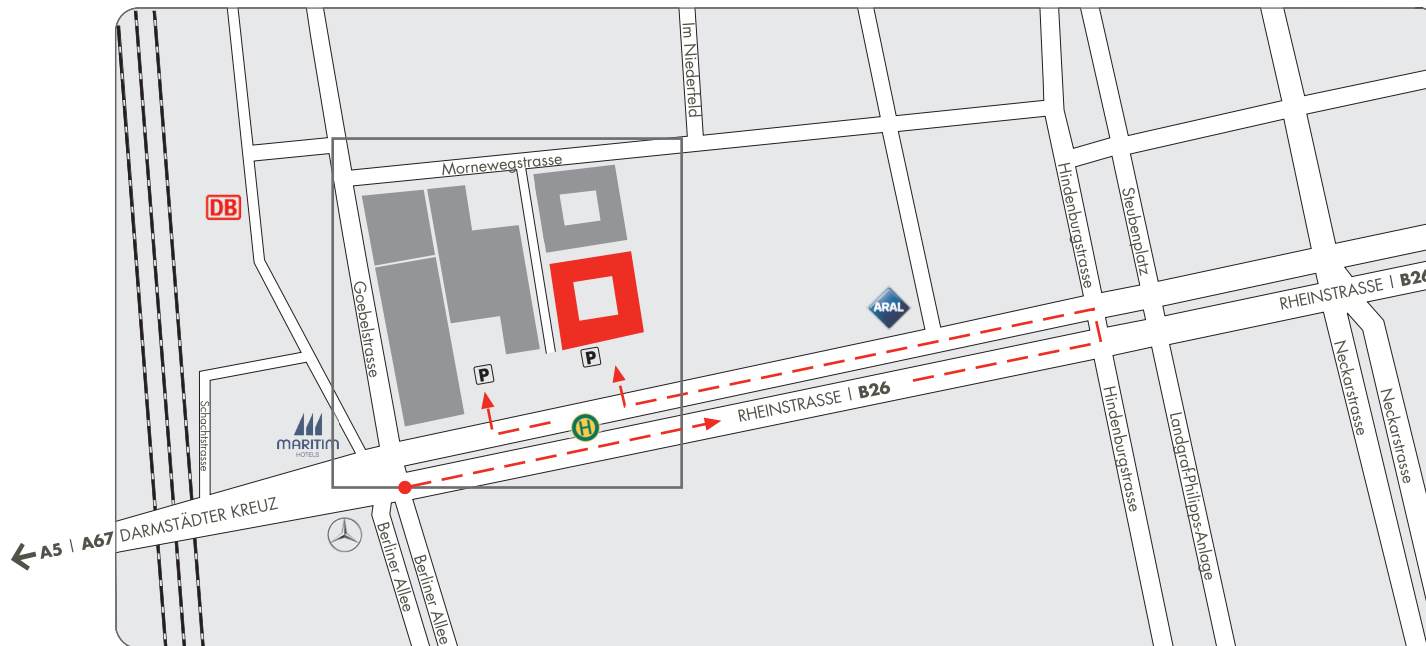 Im Niederfeld
Mornewegstrasse
DB
Hindenburgstrasse
Steubenplatz
Goebelstrasse
ARAL
RHEINSTRASSE | B26
P
P
Schachtstrasse
MARITIM
HOTELS
H
RHEINSTRASSE | B26
Neckarstrasse
Neckarstrasse
Hindenburgstrasse
Landgraf-Philipps-Anlage
A5 | A67 DARMSTÄDTER KREUZ
Berliner Allee
Berliner Allee